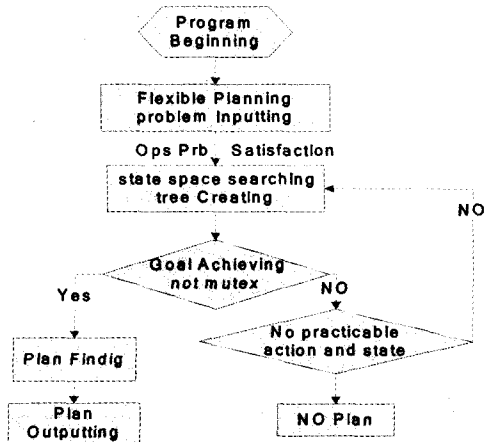 Program
Beginning
Flexible Planning
problem Inputting
Ops Prb Satisfaction
state space searching
tree Creating
NO
Goal Achieving
not mutex
Yes
NO
No practicable
action and state
Plan Findig
Plan
Outputting
NO Plan